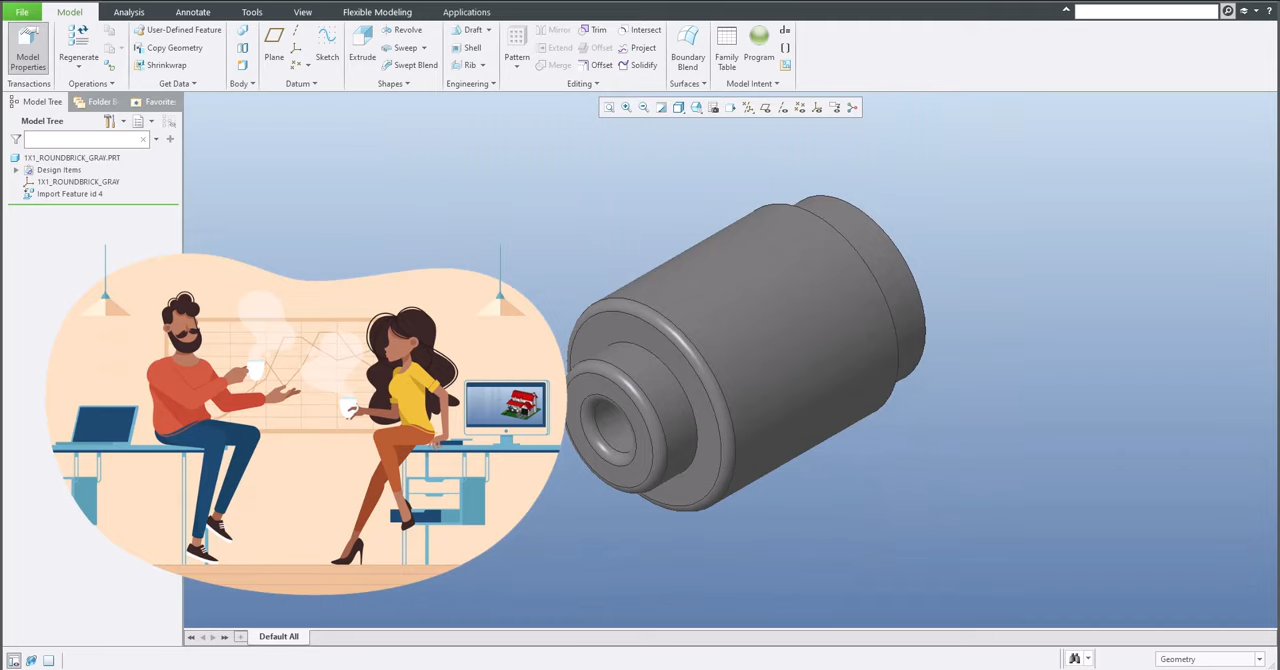 File Model Analysis Annotate Tools View Flexible Modeling Applications
Model Properties
Regenerate
User-Defined Feature
Copy Geometry
Shrinkwrap
Plane
Sketch
Extrude
Revolve
Sweep
Swept Blend
Draft
Shell
Rib
Pattern
Mirror
Extend
Merge
Trim
Offset
Offset
Intersect
Project
Solidify
Boundary Blend
Family Table
Program
d=
Transactions Operations Get Data Body Datum Shapes Engineering Editing Surfaces Model Intent
Model Tree Folder B Favorite:
Model Tree
1X1_ROUNDBRICK_GRAY.PRT
Design Items
1X1_ROUNDBRICK_GRAY
Import Feature id 4
Default All
Geometry